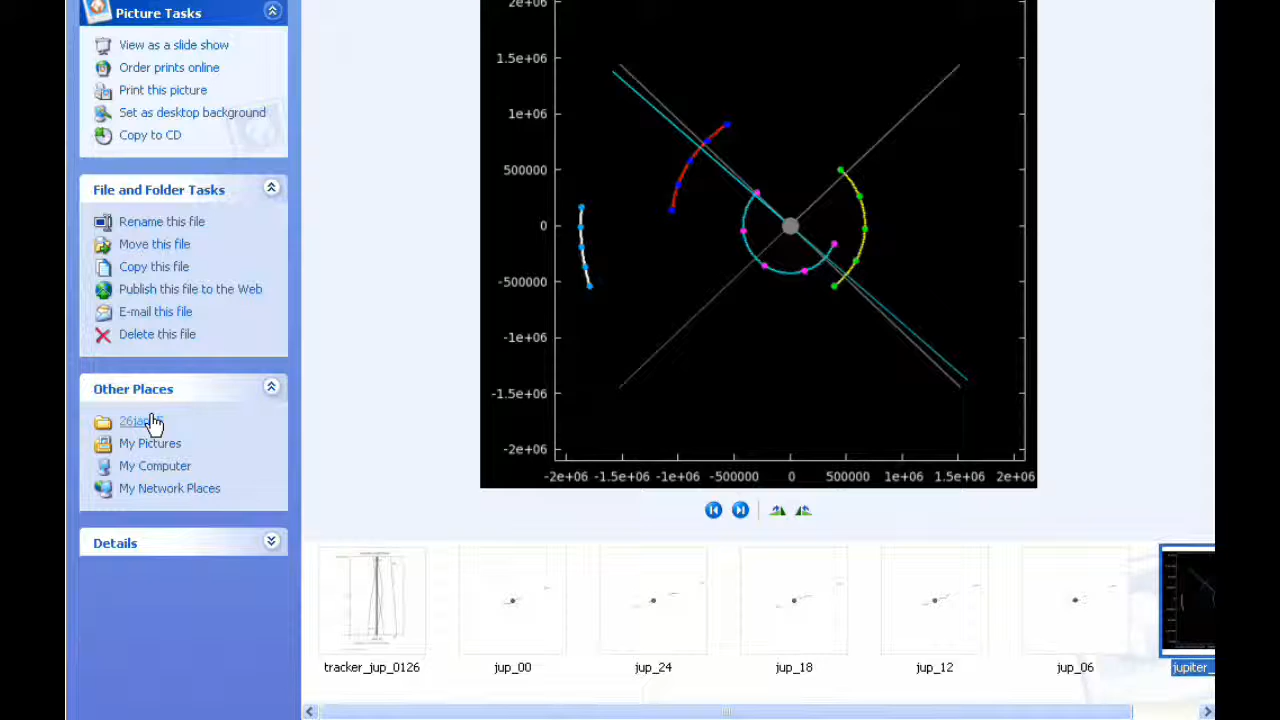 Picture Tasks
View as a slide show
Order prints online
Print this picture
Set as desktop background
Copy to CD
File and Folder Tasks
Rename this file
Move this file
Copy this file
Publish this file to the Web
E-mail this file
Delete this file
Other Places
My Pictures
My Computer
My Network Places
Details
2e+06
1.5e+06
1e+06
500000
0
-500000
-1e+06
-1.5e+06
-2e+06
-2e+06 -1.5e+06 -1e+06 -500000 0 500000 1e+06 1.5e+06 2e+06
tracker_jup_0126 jup_00 jup_24 jup_18 jup_12 jup_06 jupiter_